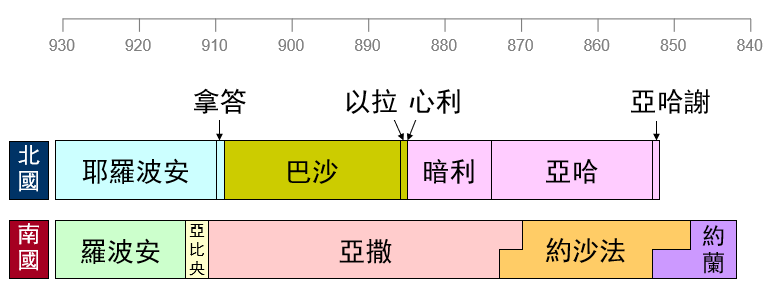 930 920 910 900 890 880 870 860 850 840
拿答 以拉 心利 亞哈謝
北國 耶羅波安 巴沙 暗利 亞哈
南國 羅波安 亞比央 亞撒 約沙法 約蘭